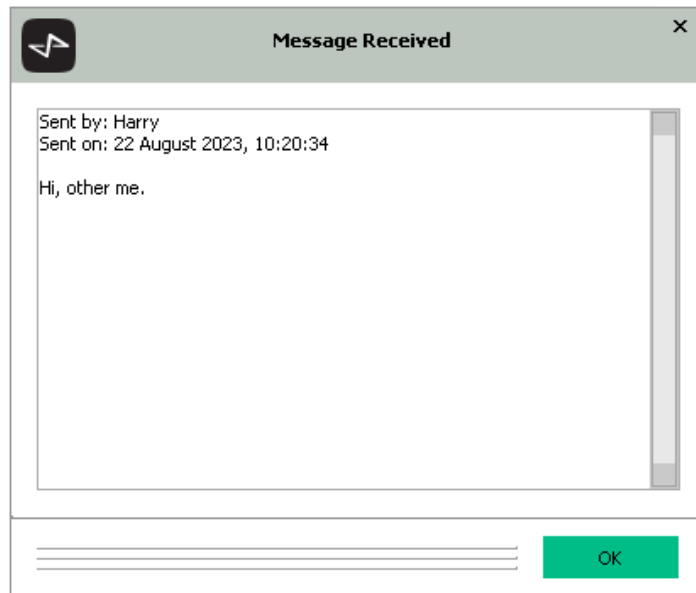 Message Received
Sent by: Harry
Sent on: 22 August 2023, 10:20:34
Hi, other me.
OK